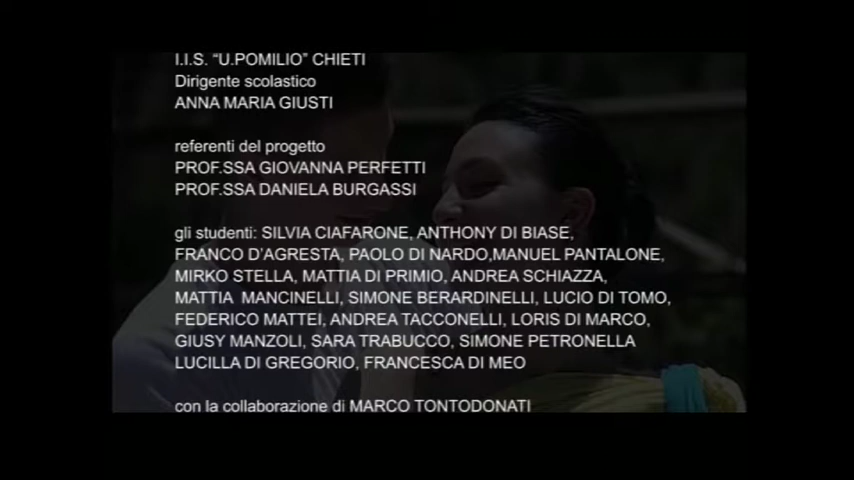 I.I.S. “U.POMILIO” CHIETI
Dirigente scolastico
ANNA MARIA GIUSTI
referenti del progetto
PROF.SSA GIOVANNA PERFETTI
PROF.SSA DANIELA BURGASSI
gli studenti: SILVIA CIAFARONE, ANTHONY DI BIASE,
FRANCO D’AGRESTA, PAOLO DI NARDO,MANUEL PANTALONE,
MIRKO STELLA, MATTIA DI PRIMIO, ANDREA SCHIAZZA,
MATTIA  MANCINELLI, SIMONE BERARDINELLI, LUCIO DI TOMO,
FEDERICO MATTEI, ANDREA TACCONELLI, LORIS DI MARCO,
GIUSY MANZOLI, SARA TRABUCCO, SIMONE PETRONELLA
LUCILLA DI GREGORIO, FRANCESCA DI MEO
con la collaborazione di MARCO TONTODONATI